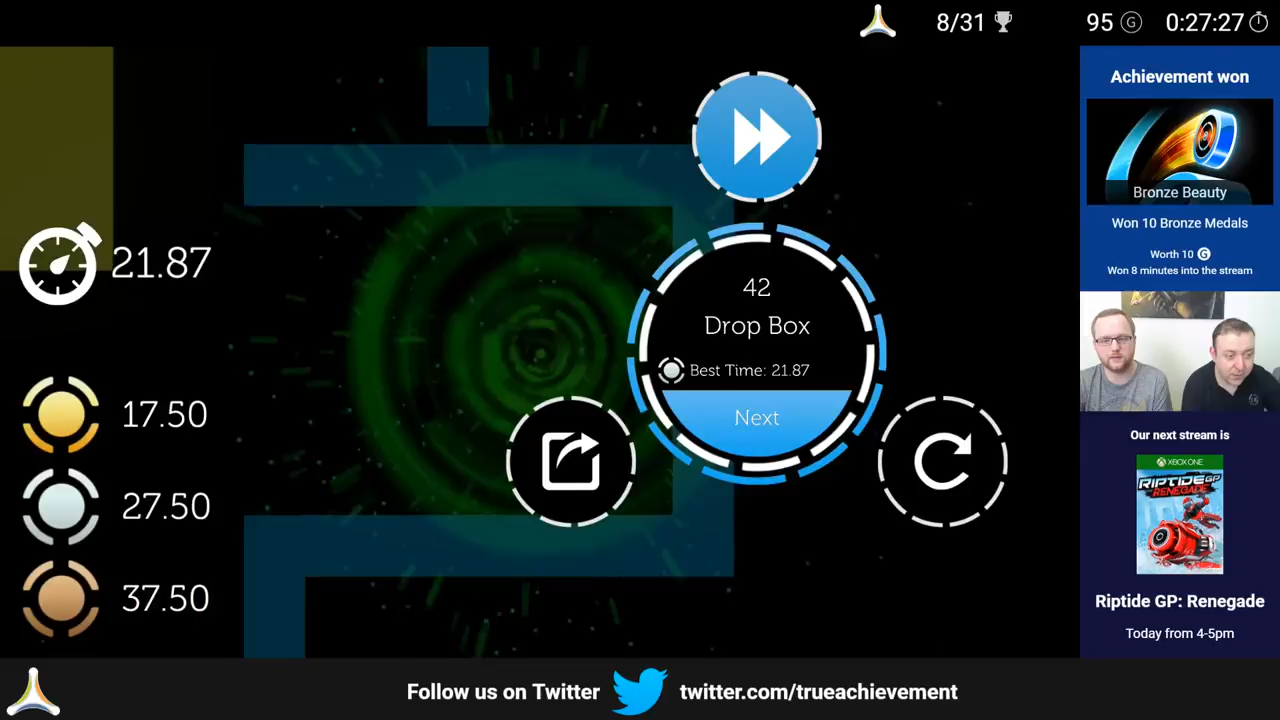 8/31
95 G
0:27:27
Achievement won
Bronze Beauty
Won 10 Bronze Medals
Worth 10 G
Won 8 minutes into the stream
21.87
17.50
27.50
37.50
42
Drop Box
Best Time: 21.87
Next
Our next stream is
XBOX ONE
RIPTIDE GP
RENEGADE
Riptide GP: Renegade
Today from 4-5pm
Follow us on Twitter
twitter.com/trueachievement